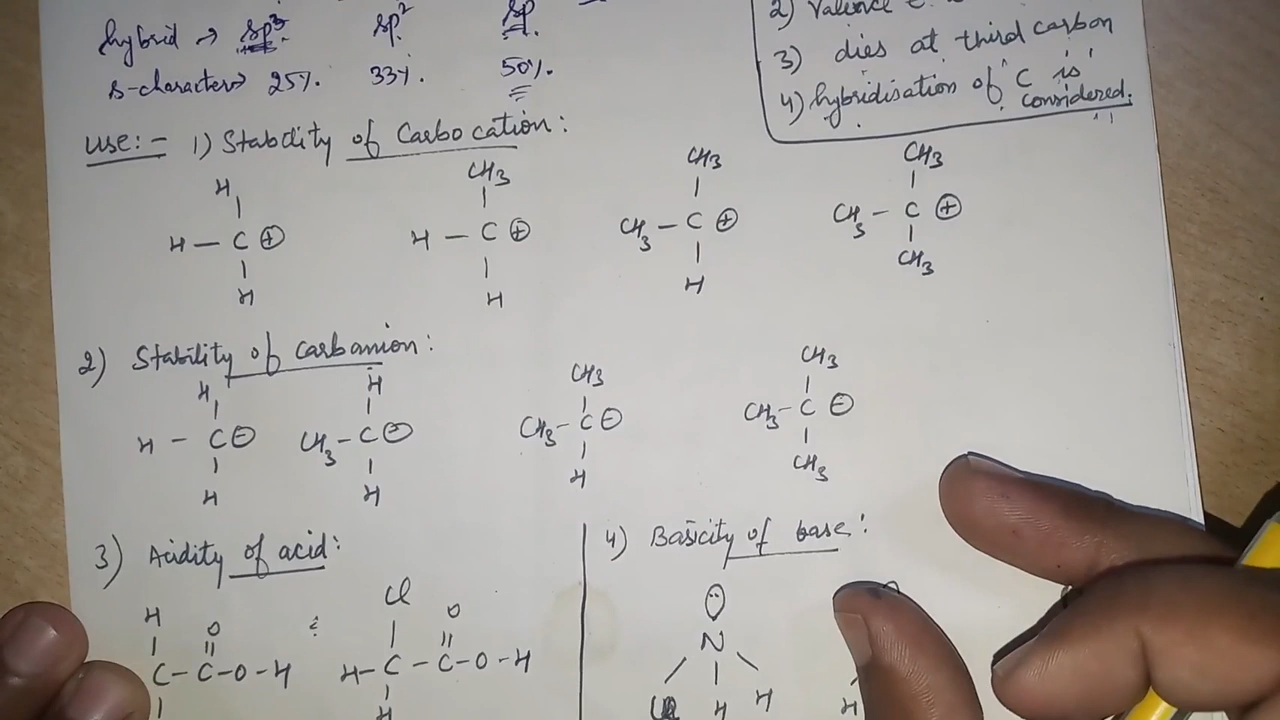 hybrid → sp³ sp² sp
s-character → 25% 33% 50%
2) Valence
3) dies at third carbon
4) hybridisation of "C" is
considered.
use:- 1) Stability of Carbocation:
H CH3 CH3 CH3
H — C ⊕ H — C ⊕ CH3 — C ⊕ CH3 — C ⊕
H H H CH3
2) Stability of Carbanion:
H H CH3 CH3
H — C ⊖ CH3 — C ⊖ CH3 — C ⊖ CH3 — C ⊖
H H H CH3
3) Acidity of acid:
H O Cl O
C — C — O — H H — C — C — O — H
H
4) Basicity of base:
N
H H H